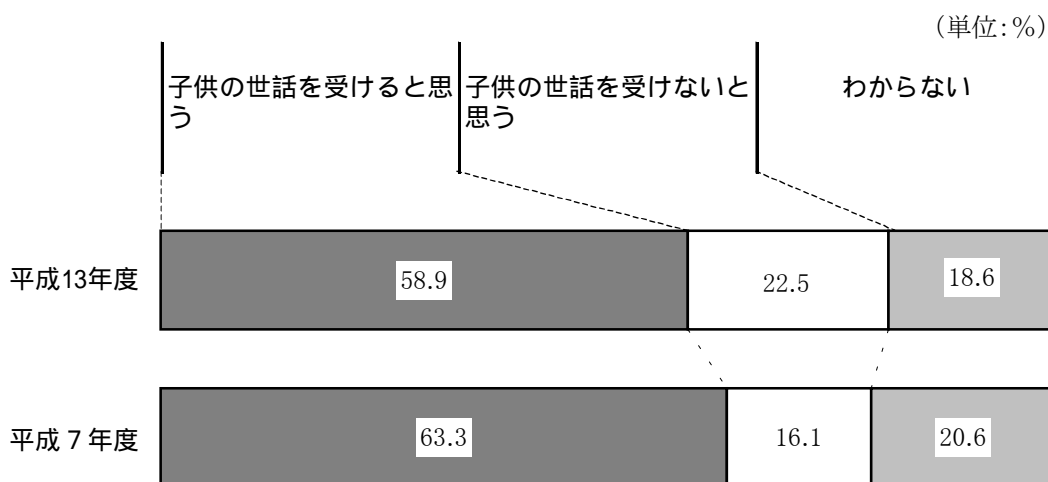 （単位:％）
子供の世話を受けると思
う
子供の世話を受けないと
思う
わからない
平成13年度
58.9
22.5
18.6
平成７年度
63.3
16.1
20.6